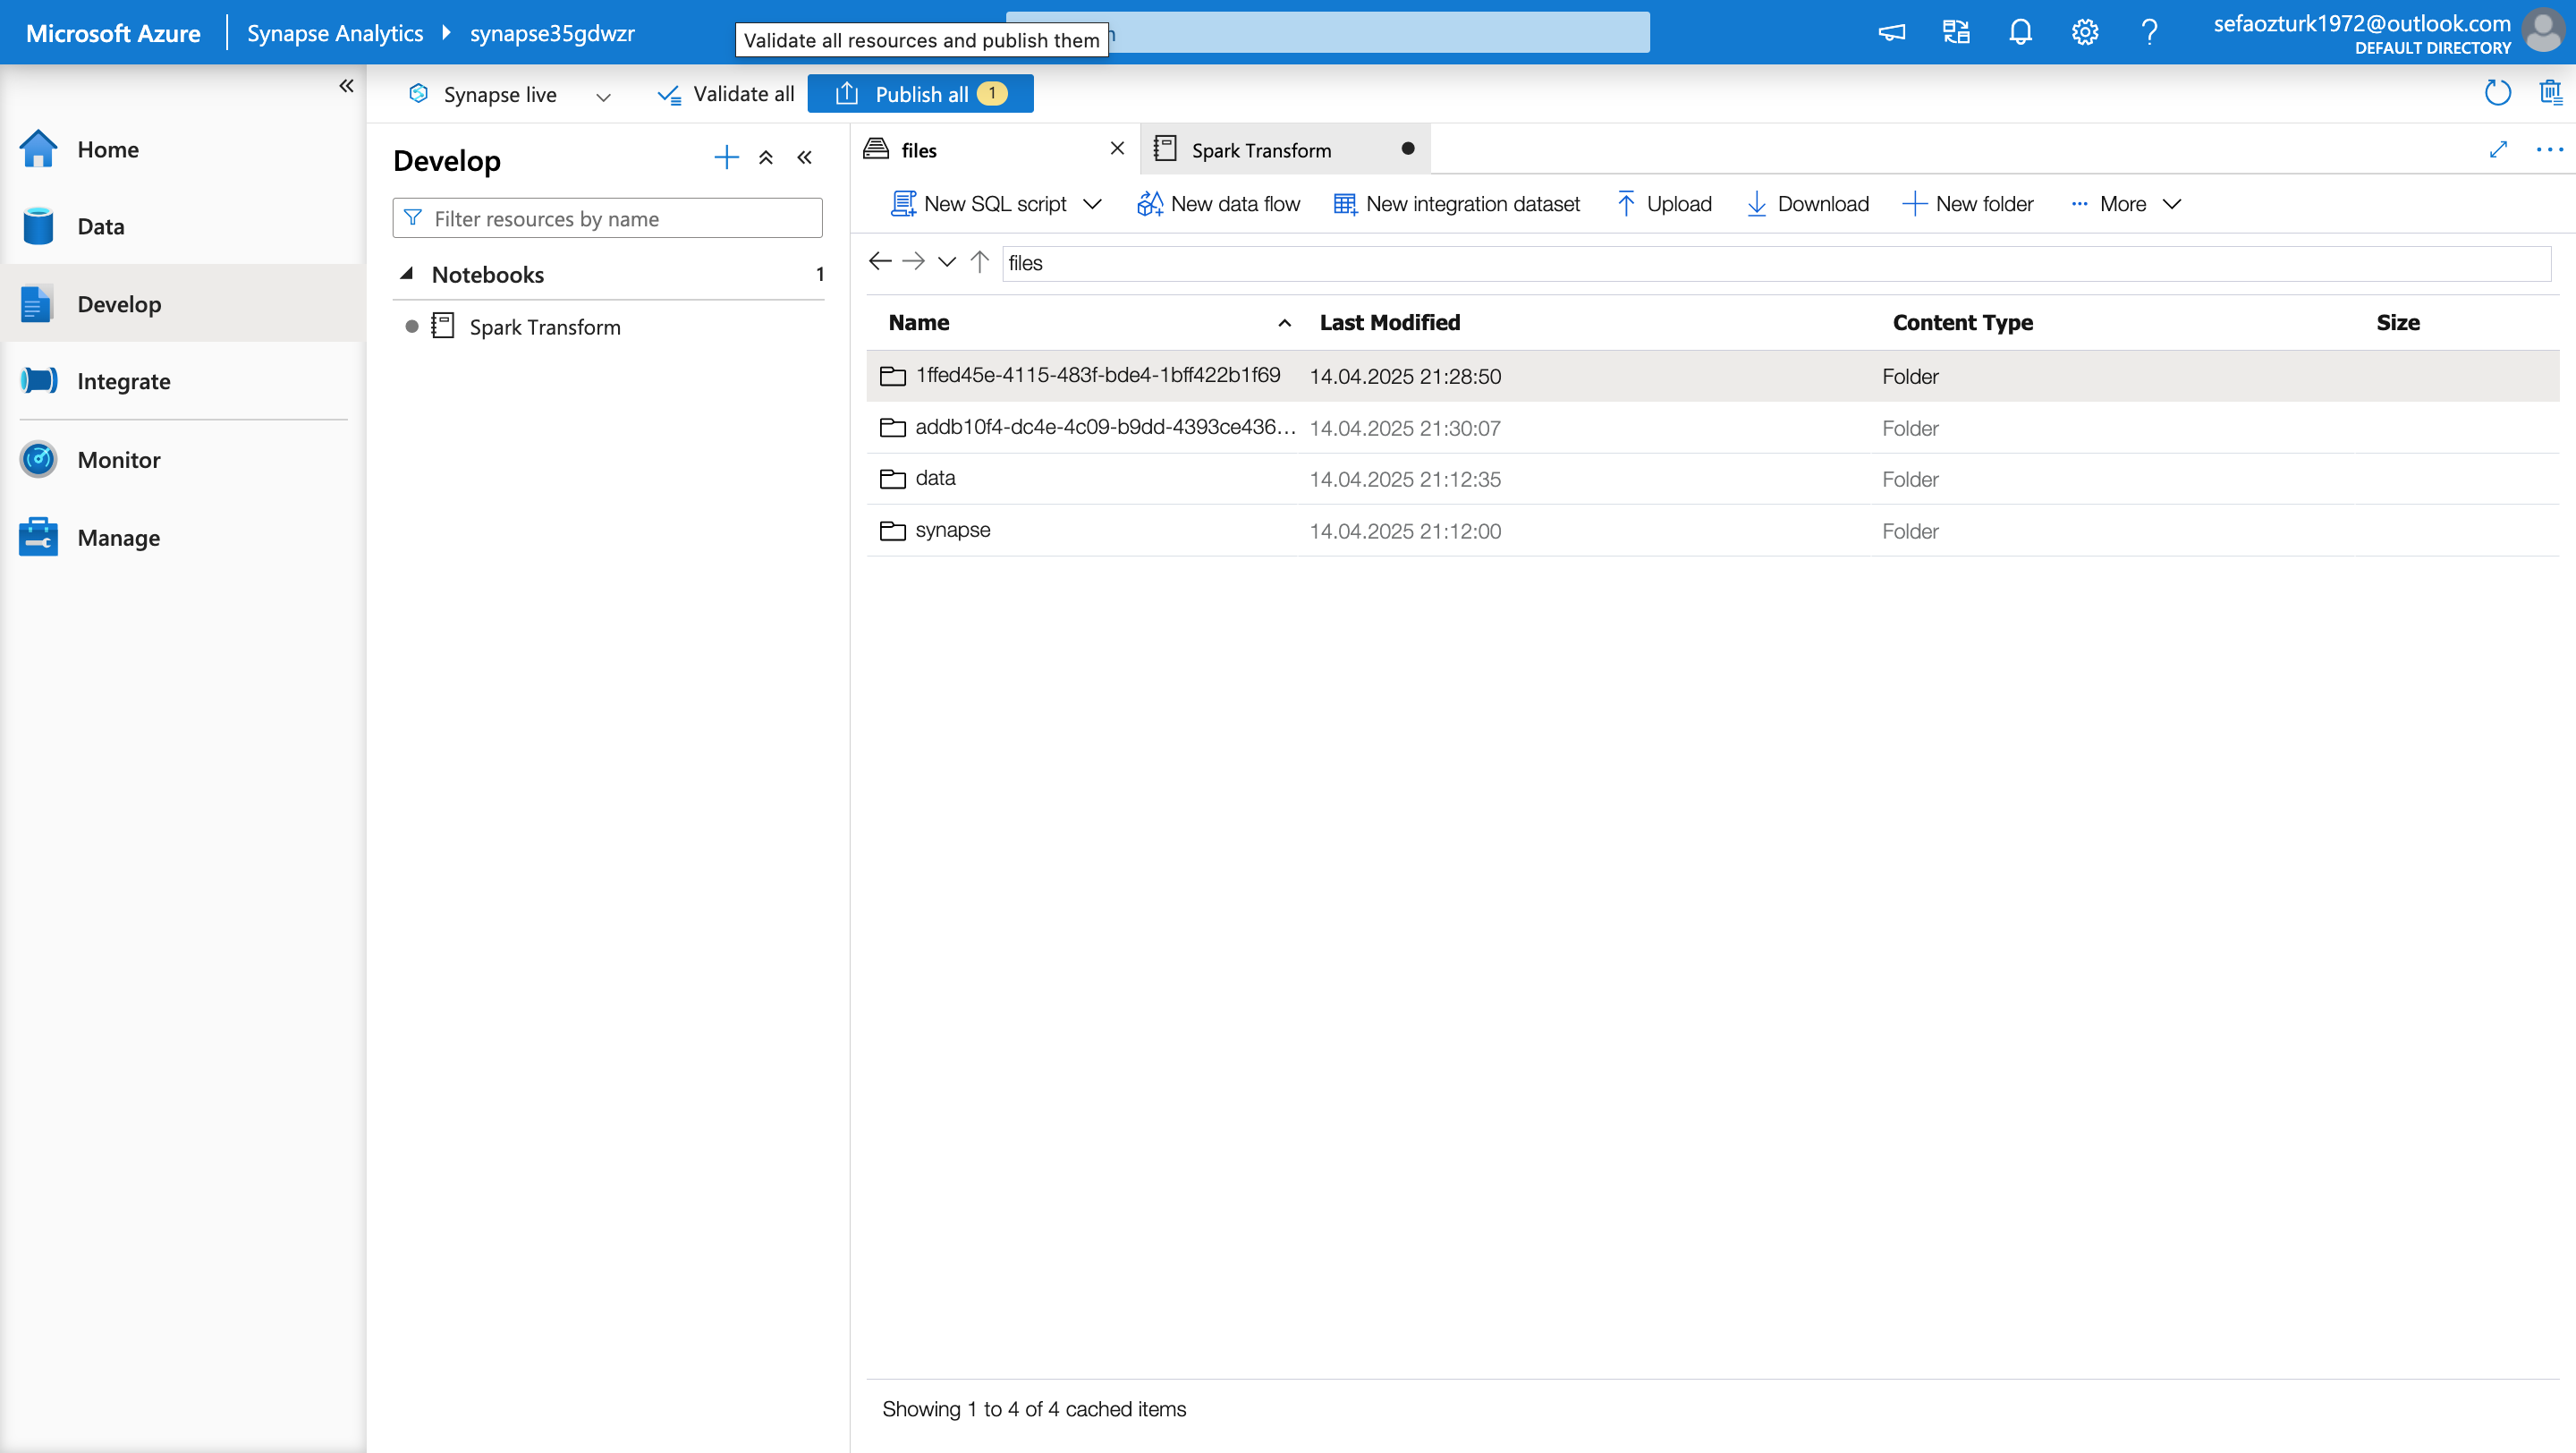 Microsoft Azure
Synapse Analytics
synapse35gdwzr
Validate all resources and publish them
sefaozturk1972@outlook.com
DEFAULT DIRECTORY
Synapse live
Validate all
Publish all 1
Home
Data
Develop
Integrate
Monitor
Manage
Develop
Filter resources by name
Notebooks 1
Spark Transform
files
Spark Transform
New SQL script
New data flow
New integration dataset
Upload
Download
New folder
More
files
Name Last Modified Content Type Size
1ffed45e-4115-483f-bde4-1bff422b1f69 14.04.2025 21:28:50 Folder
addb10f4-dc4e-4c09-b9dd-4393ce436... 14.04.2025 21:30:07 Folder
data 14.04.2025 21:12:35 Folder
synapse 14.04.2025 21:12:00 Folder
Showing 1 to 4 of 4 cached items